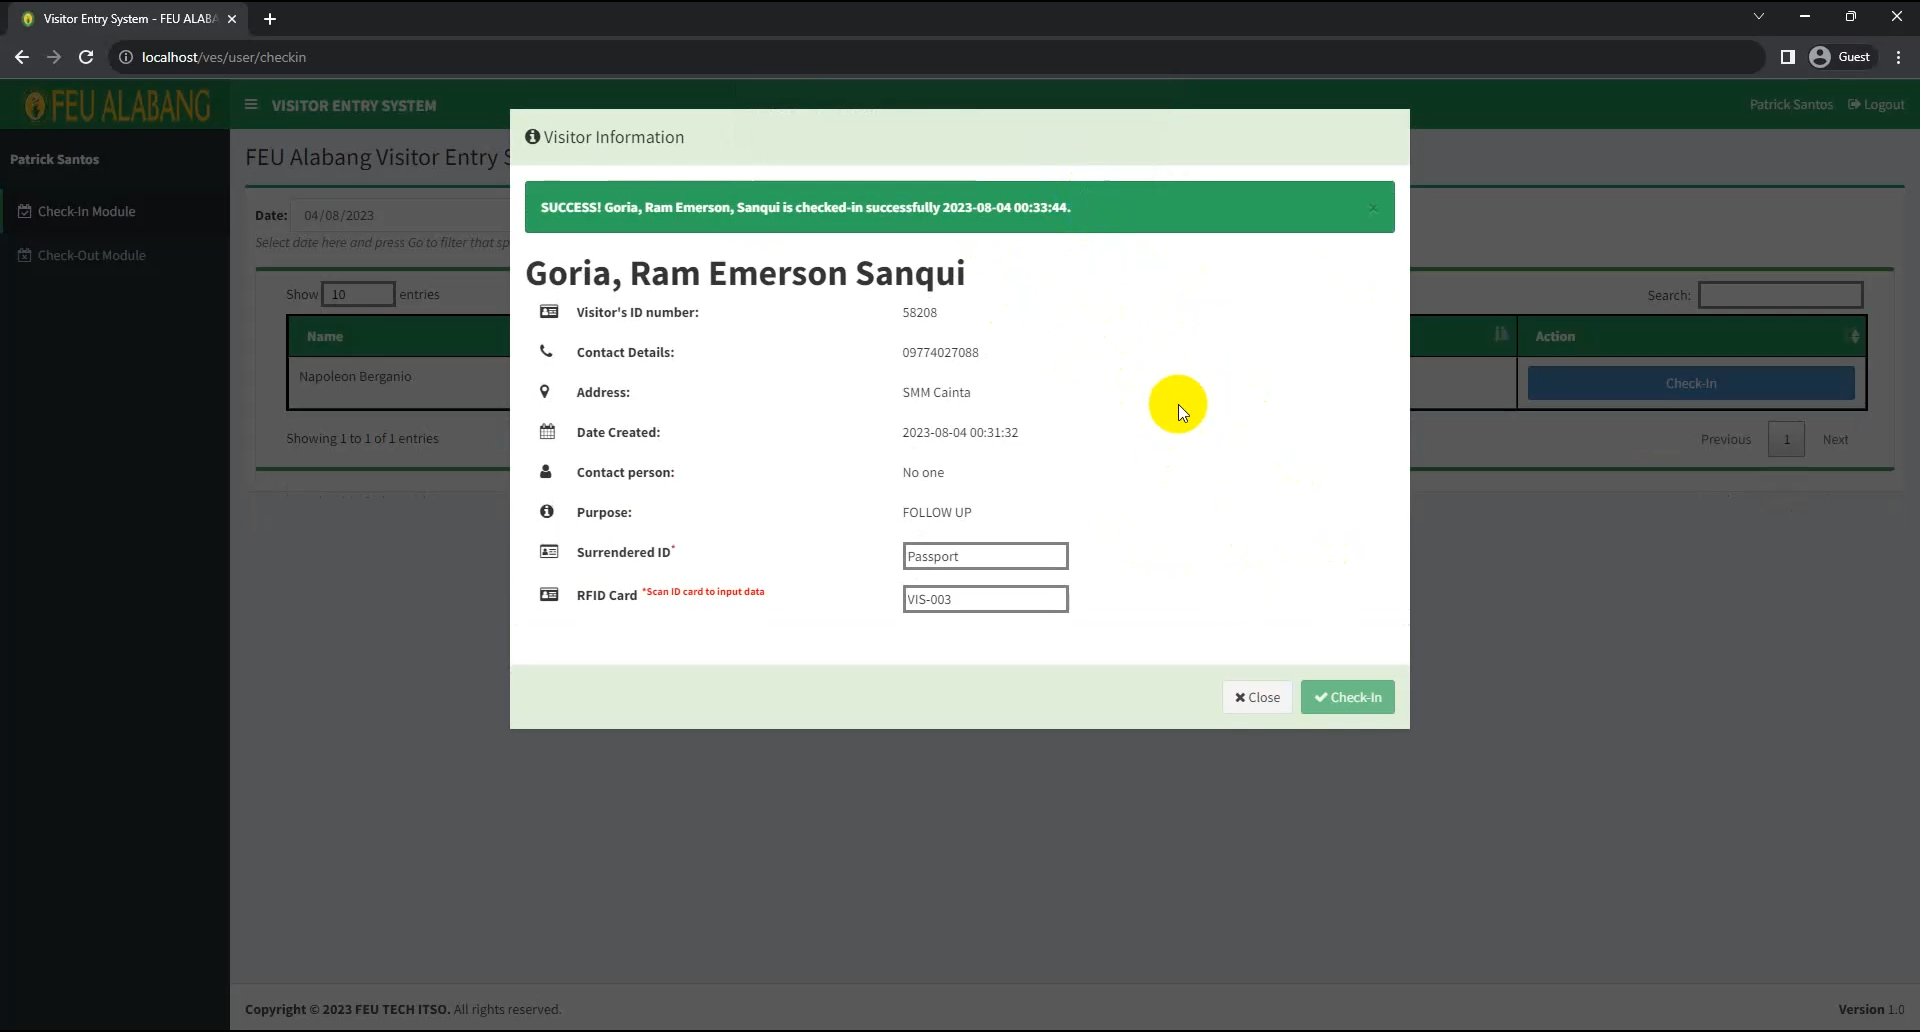 Visitor Entry System - FEU ALABA
localhost/ves/user/checkin
Guest
FEU ALABANG
VISITOR ENTRY SYSTEM
Patrick Santos
Logout
Patrick Santos
Check-In Module
Check-Out Module
FEU Alabang Visitor Entry S
Date: 04/08/2023
Select date here and press Go to filter that sp
Show 10 entries
Search:
Name
Action
Napoleon Berganio
Check-In
Showing 1 to 1 of 1 entries
Previous 1 Next
Visitor Information
SUCCESS! Goria, Ram Emerson, Sanqui is checked-in successfully 2023-08-04 00:33:44.
×
Goria, Ram Emerson Sanqui
Visitor's ID number: 58208
Contact Details: 09774027088
Address: SMM Cainta
Date Created: 2023-08-04 00:31:32
Contact person: No one
Purpose: FOLLOW UP
Surrendered ID* Passport
RFID Card *Scan ID card to input data VIS-003
Close
Check-In
Copyright © 2023 FEU TECH ITSO. All rights reserved.
Version 1.0